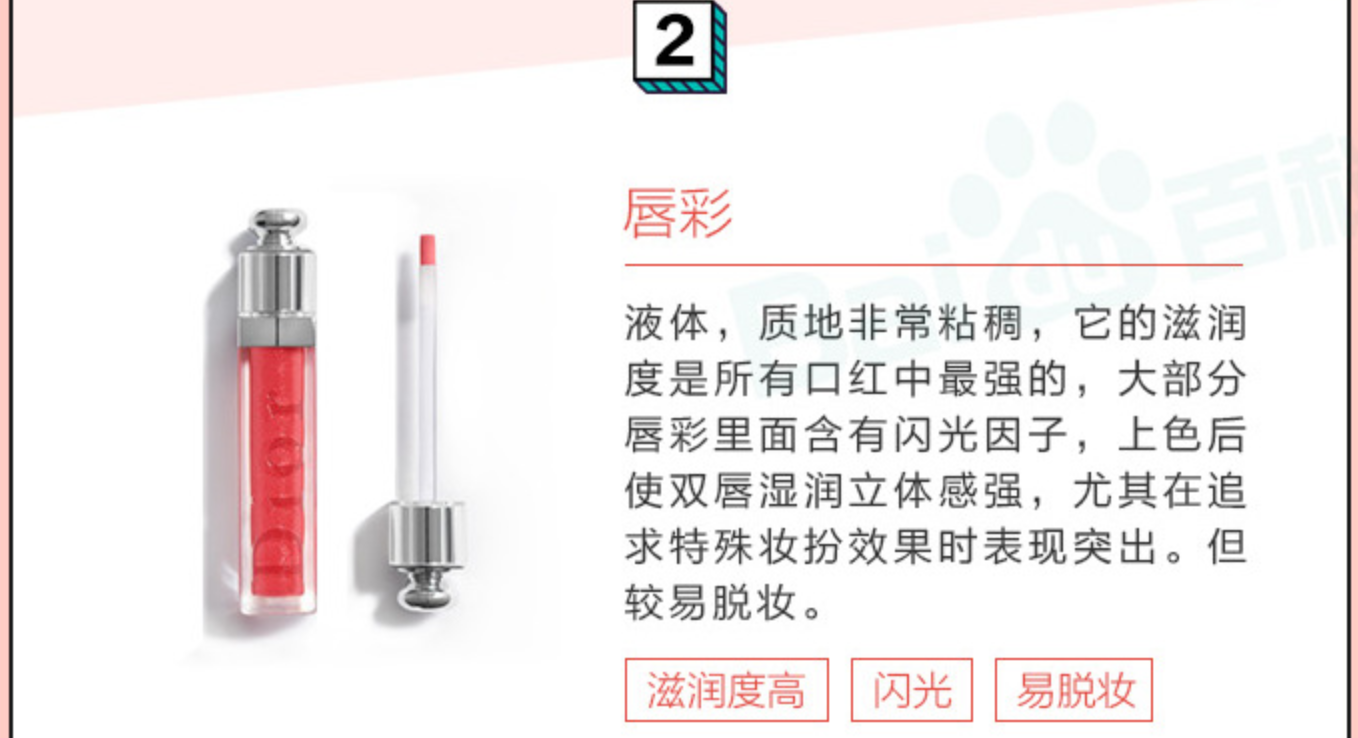 2
Baidu 百科
唇彩
Dior
液体，质地非常粘稠，它的滋润
度是所有口红中最强的，大部分
唇彩里面含有闪光因子，上色后
使双唇湿润立体感强，尤其在追
求特殊妆扮效果时表现突出。但
较易脱妆。
滋润度高
闪光
易脱妆